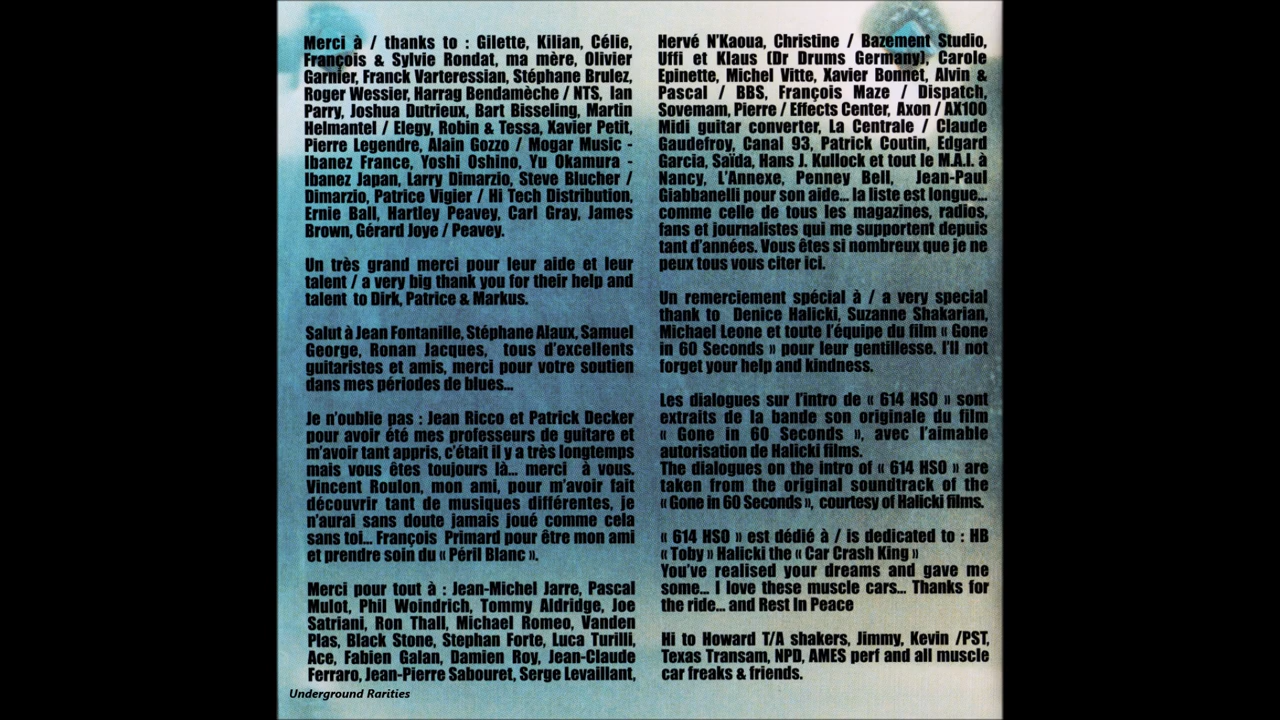 Merci à / thanks to : Gilette, Kilian, Célie,
François & Sylvie Rondat, ma mère, Olivier
Garnier, Franck Varteressian, Stéphane Brulez,
Roger Wessier, Harrag Bendamèche / NTS, Ian
Parry, Joshua Dutrieux, Bart Bisseling, Martin
Helmantel / Elegy, Robin & Tessa, Xavier Petit,
Pierre Legendre, Alain Gozzo / Mogar Music -
Ibanez France, Yoshi Oshino, Yu Okamura -
Ibanez Japan, Larry Dimarzio, Steve Blucher /
Dimarzio, Patrice Vigier / Hi Tech Distribution,
Ernie Ball, Hartley Peavey, Carl Gray, James
Brown, Gérard Joye / Peavey.
Un très grand merci pour leur aide et leur
talent / a very big thank you for their help and
talent to Dirk, Patrice & Markus.
Salut à Jean Fontanille, Stéphane Alaux, Samuel
George, Ronan Jacques, tous d'excellents
guitaristes et amis, merci pour votre soutien
dans mes périodes de blues...
Je n'oublie pas : Jean Ricco et Patrick Decker
pour avoir été mes professeurs de guitare et
m'avoir tant appris, c'était il y a très longtemps
mais vous êtes toujours là... merci à vous.
Vincent Roulon, mon ami, pour m'avoir fait
découvrir tant de musiques différentes, je
n'aurai sans doute jamais joué comme cela
sans toi... François Primard pour être mon ami
et prendre soin du « Péril Blanc ».
Merci pour tout à : Jean-Michel Jarre, Pascal
Mulot, Phil Woindrich, Tommy Aldridge, Joe
Satriani, Ron Thall, Michael Romeo, Vanden
Plas, Black Stone, Stephan Forte, Luca Turilli,
Ace, Fabien Galan, Damien Roy, Jean-Claude
Ferraro, Jean-Pierre Sabouret, Serge Levaillant,
Hervé N'Kaoua, Christine / Bazement Studio,
Uffi et Klaus (Dr Drums Germany), Carole
Epinette, Michel Vitte, Xavier Bonnet, Alvin &
Pascal / BBS, François Maze / Dispatch,
Sovemam, Pierre / Effects Center, Axon / AX100
Midi guitar converter, La Centrale / Claude
Gaudefroy, Canal 93, Patrick Coutin, Edgard
Garcia, Saïda, Hans J. Kullock et tout le M.A.I. à
Nancy, L'Annexe, Penney Bell, Jean-Paul
Giabbanelli pour son aide... la liste est longue...
comme celle de tous les magazines, radios,
fans et journalistes qui me supportent depuis
tant d'années. Vous êtes si nombreux que je ne
peux tous vous citer ici.
Un remerciement spécial à / a very special
thank to Denice Halicki, Suzanne Shakarian,
Michael Leone et toute l'équipe du film « Gone
in 60 Seconds » pour leur gentillesse. I'll not
forget your help and kindness.
Les dialogues sur l'intro de « 614 HSO » sont
extraits de la bande son originale du film
« Gone in 60 Seconds », avec l'aimable
autorisation de Halicki films.
The dialogues on the intro of « 614 HSO » are
taken from the original soundtrack of the
« Gone in 60 Seconds », courtesy of Halicki films.
« 614 HSO » est dédié à / is dedicated to : HB
« Toby » Halicki the « Car Crash King »
You've realised your dreams and gave me
some... I love these muscle cars... Thanks for
the ride... and Rest In Peace
Hi to Howard T/A shakers, Jimmy, Kevin /PST,
Texas Transam, NPD, AMES perf and all muscle
car freaks & friends.
Underground Rarities